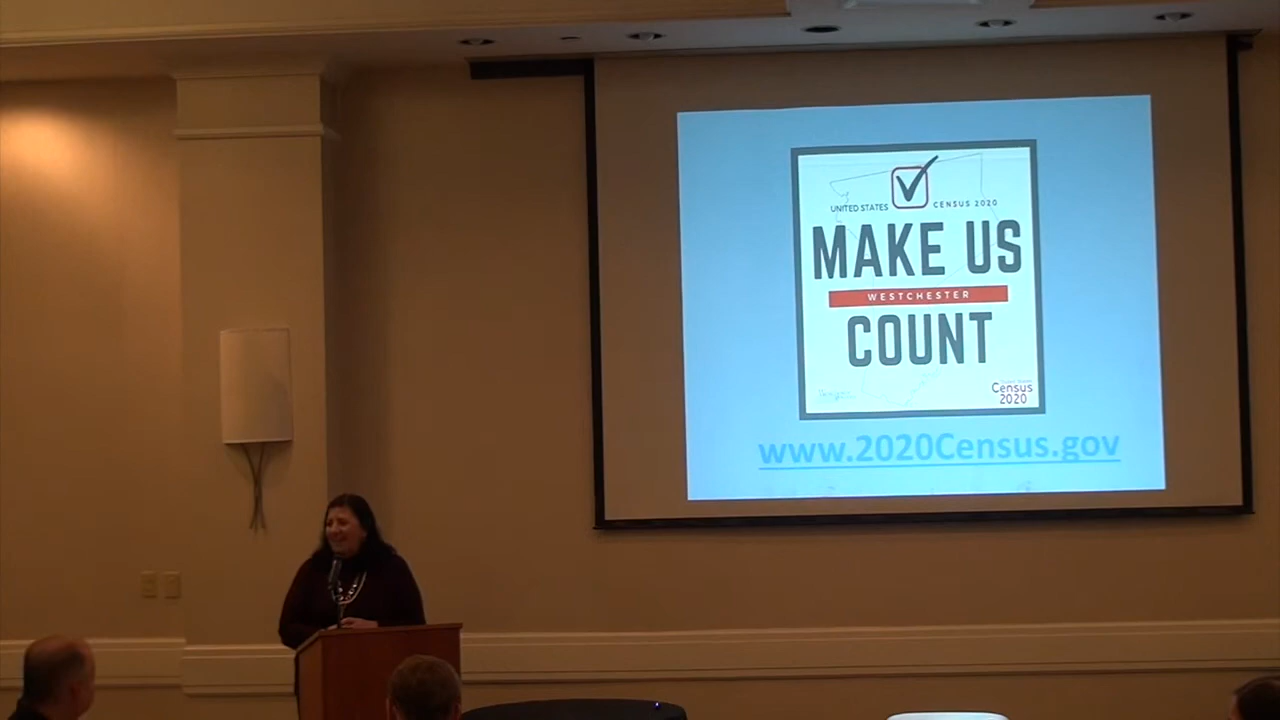 UNITED STATES CENSUS 2020
MAKE US
WESTCHESTER
COUNT
Census
2020
www.2020Census.gov